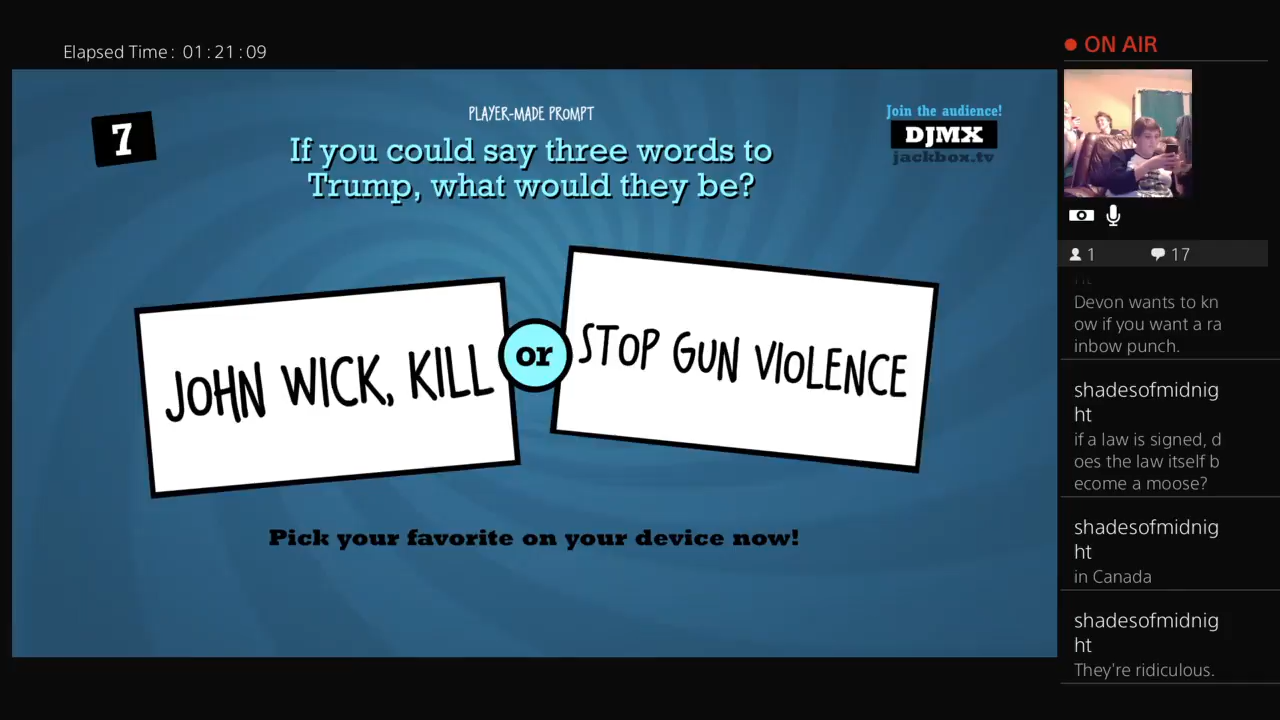 Elapsed Time: 01:21:09
ON AIR
7
PLAYER-MADE PROMPT
If you could say three words to
Trump, what would they be?
Join the audience!
DJMX
jackbox.tv
JOHN WICK, KILL
or
STOP GUN VIOLENCE
Pick your favorite on your device now!
1
17
Devon wants to kn
ow if you want a ra
inbow punch.
shadesofmidnig
ht
if a law is signed, d
oes the law itself b
ecome a moose?
shadesofmidnig
ht
in Canada
shadesofmidnig
ht
They're ridiculous.